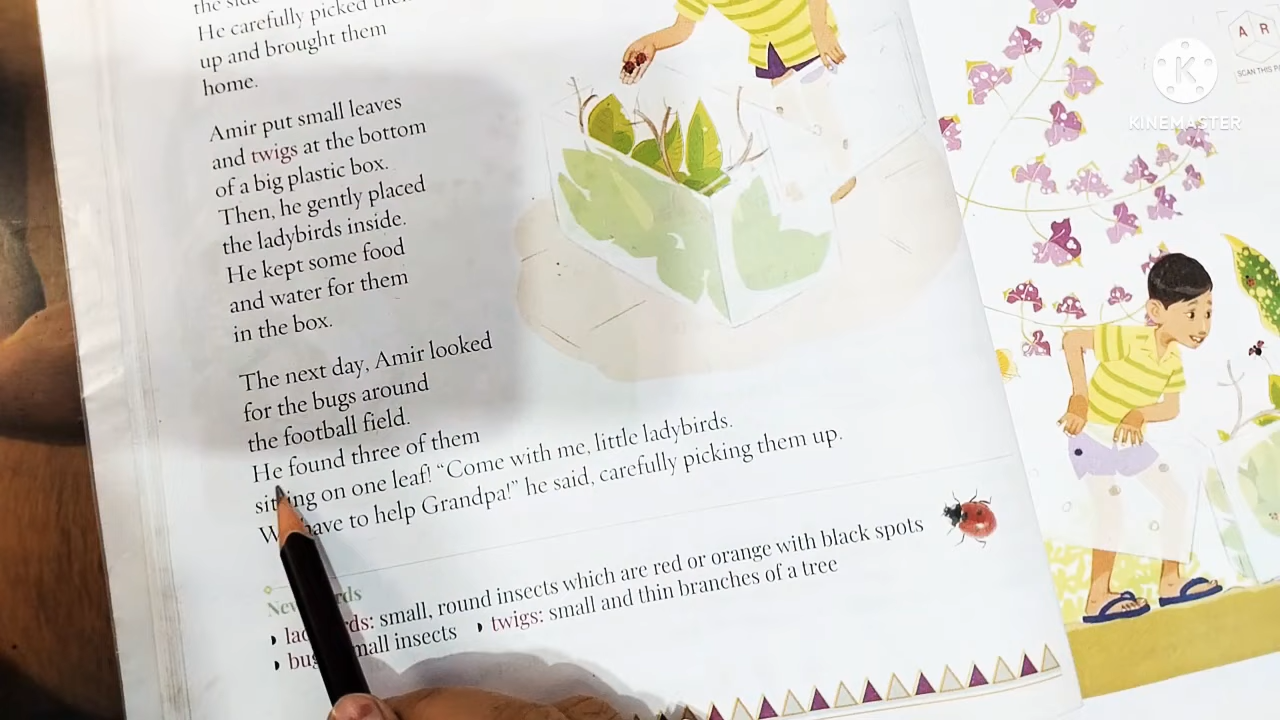 the side
He carefully picked them
up and brought them
home.
Amir put small leaves
and twigs at the bottom
of a big plastic box.
Then, he gently placed
the ladybirds inside.
He kept some food
and water for them
in the box.
The next day, Amir looked
for the bugs around
the football field.
He found three of them
sitting on one leaf! “Come with me, little ladybirds.
We have to help Grandpa!” he said, carefully picking them up.
New Words
ladybirds: small, round insects which are red or orange with black spots
bugs: small insects twigs: small and thin branches of a tree
A R
SCAN THIS
K
KINEMASTER